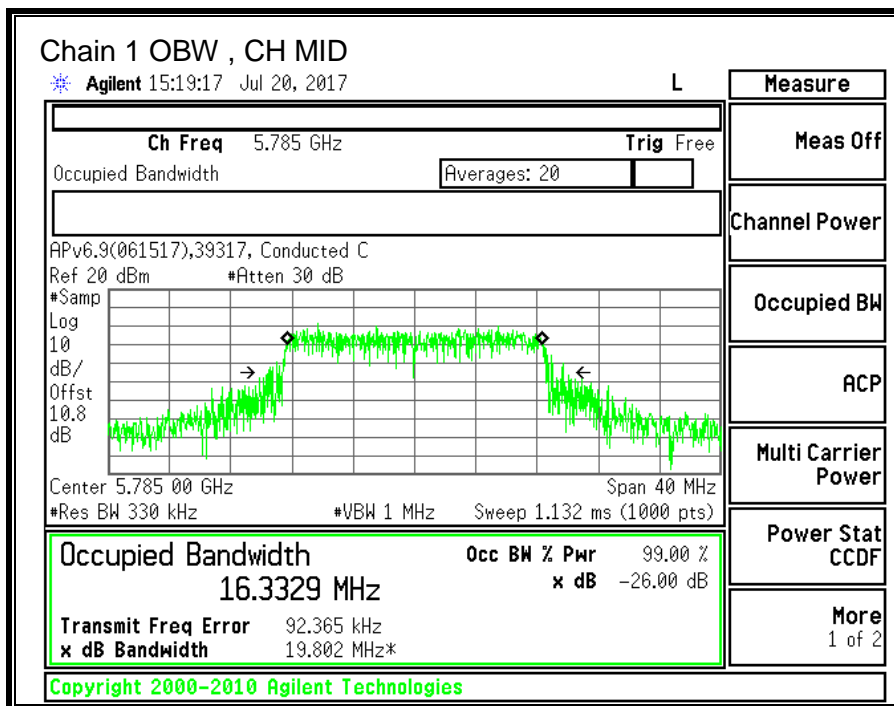 Chain 1 OBW , CH MID
Agilent 15:19:17 Jul 20, 2017 L
Measure
Ch Freq 5.785 GHz Trig Free
Meas Off
Occupied Bandwidth Averages: 20
Channel Power
APv6.9(061517),39317, Conducted C
Ref 20 dBm #Atten 30 dB
#Samp
Log
10
dB/
Offst
10.8
dB
Occupied BW
ACP
Multi Carrier
Power
Center 5.785 00 GHz Span 40 MHz
#Res BW 330 kHz #VBW 1 MHz Sweep 1.132 ms (1000 pts)
Power Stat
CCDF
Occupied Bandwidth Occ BW % Pwr 99.00 %
16.3329 MHz x dB -26.00 dB
Transmit Freq Error 92.365 kHz
x dB Bandwidth 19.802 MHz*
More
1 of 2
Copyright 2000-2010 Agilent Technologies